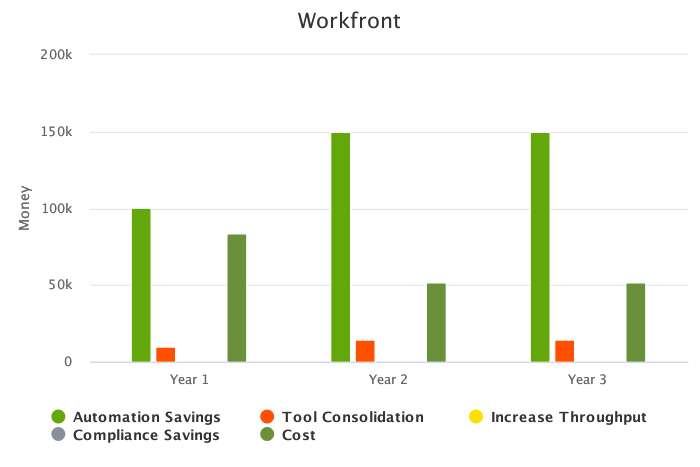 Workfront
200k
150k
100k
50k
0
Money
Year 1 Year 2 Year 3
Automation Savings Tool Consolidation Increase Throughput
Compliance Savings Cost